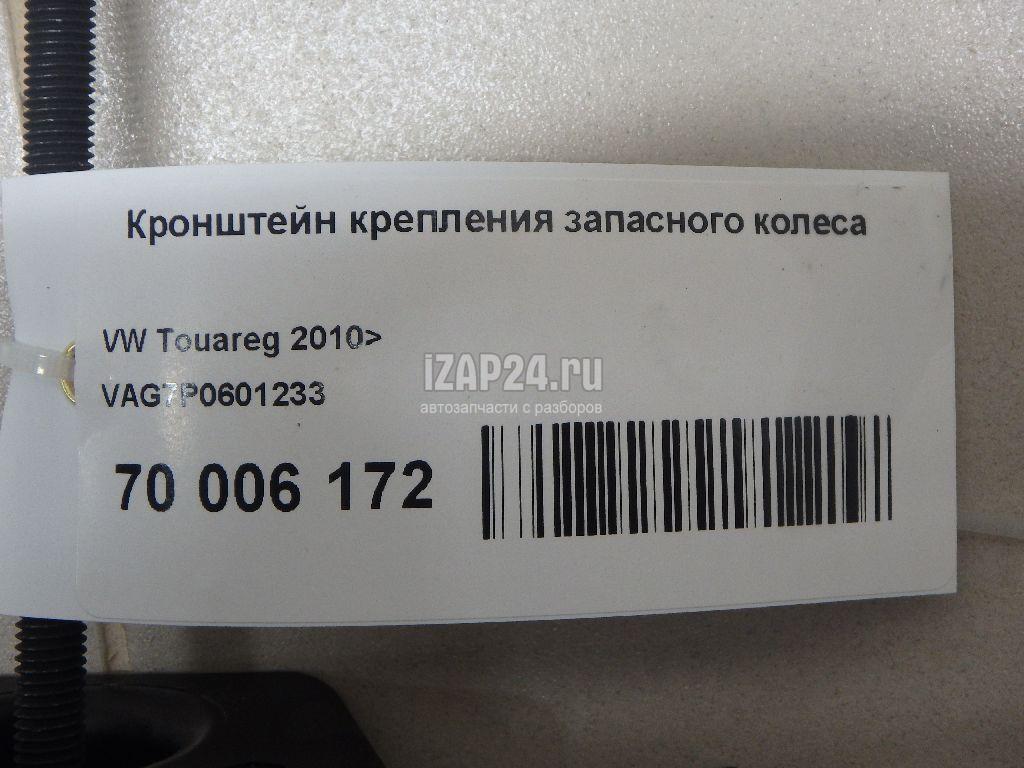 Кронштейн крепления запасного колеса
VW Touareg 2010>
VAG7P0601233
iZAP24.ru
автозапчасти с разборов
70 006 172